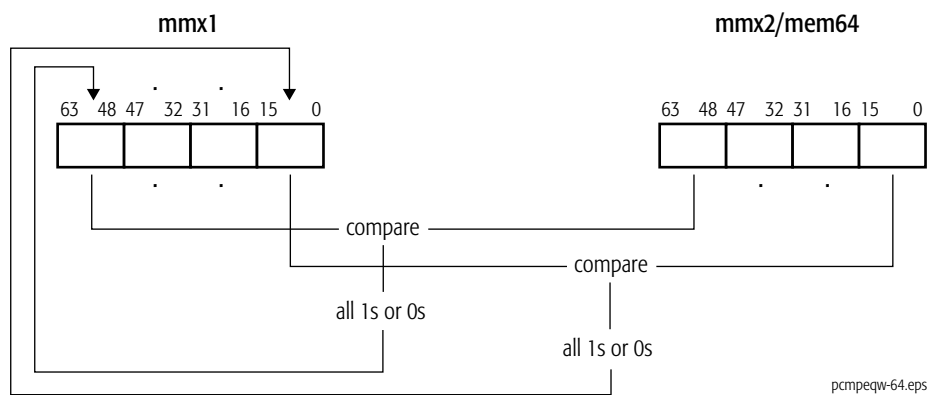 mmx1 mmx2/mem64
. .
63 48 47 32 31 16 15 0 63 48 47 32 31 16 15 0
. . . .
compare
compare
all 1s or 0s
all 1s or 0s
pcmpeqw-64.eps